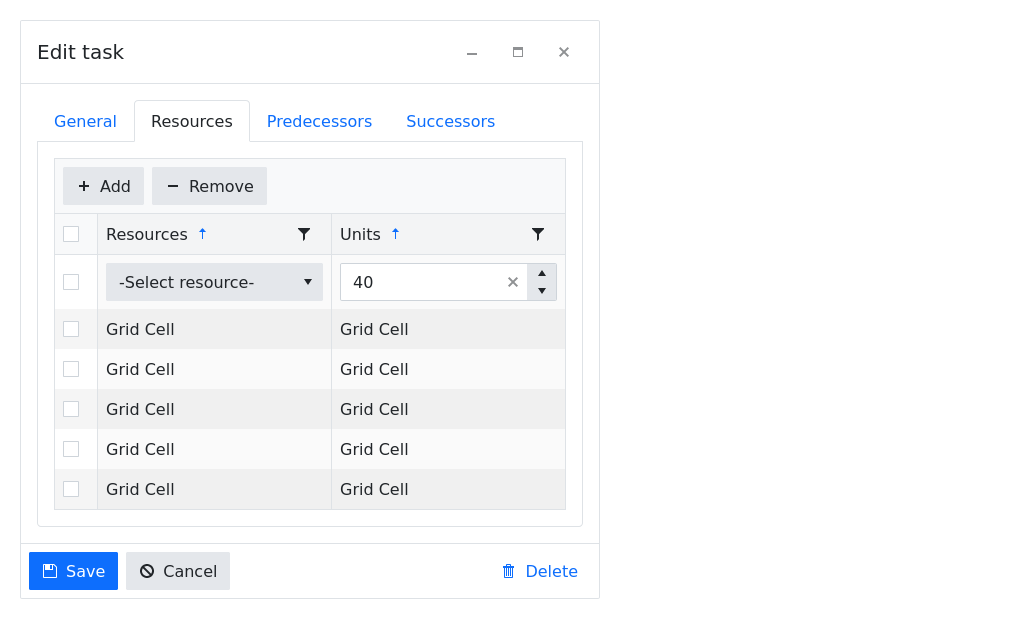 Edit task
General Resources Predecessors Successors
Add Remove
Resources Units
-Select resource- 40
Grid Cell Grid Cell
Grid Cell Grid Cell
Grid Cell Grid Cell
Grid Cell Grid Cell
Grid Cell Grid Cell
Save Cancel Delete